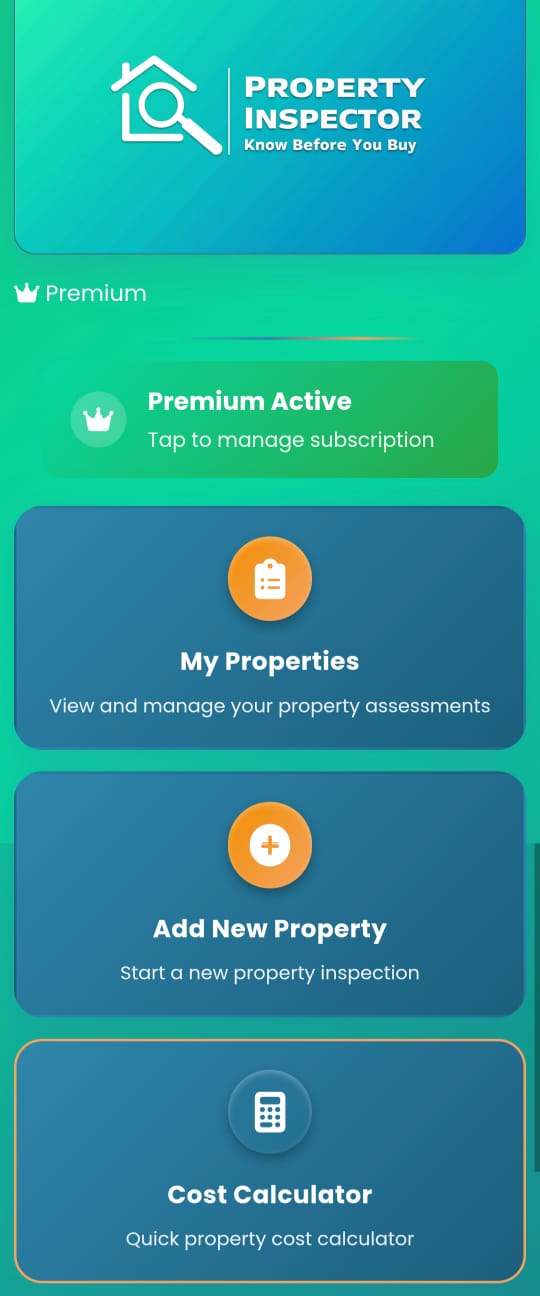 PROPERTY
INSPECTOR
Know Before You Buy
Premium
Premium Active
Tap to manage subscription
My Properties
View and manage your property assessments
Add New Property
Start a new property inspection
Cost Calculator
Quick property cost calculator